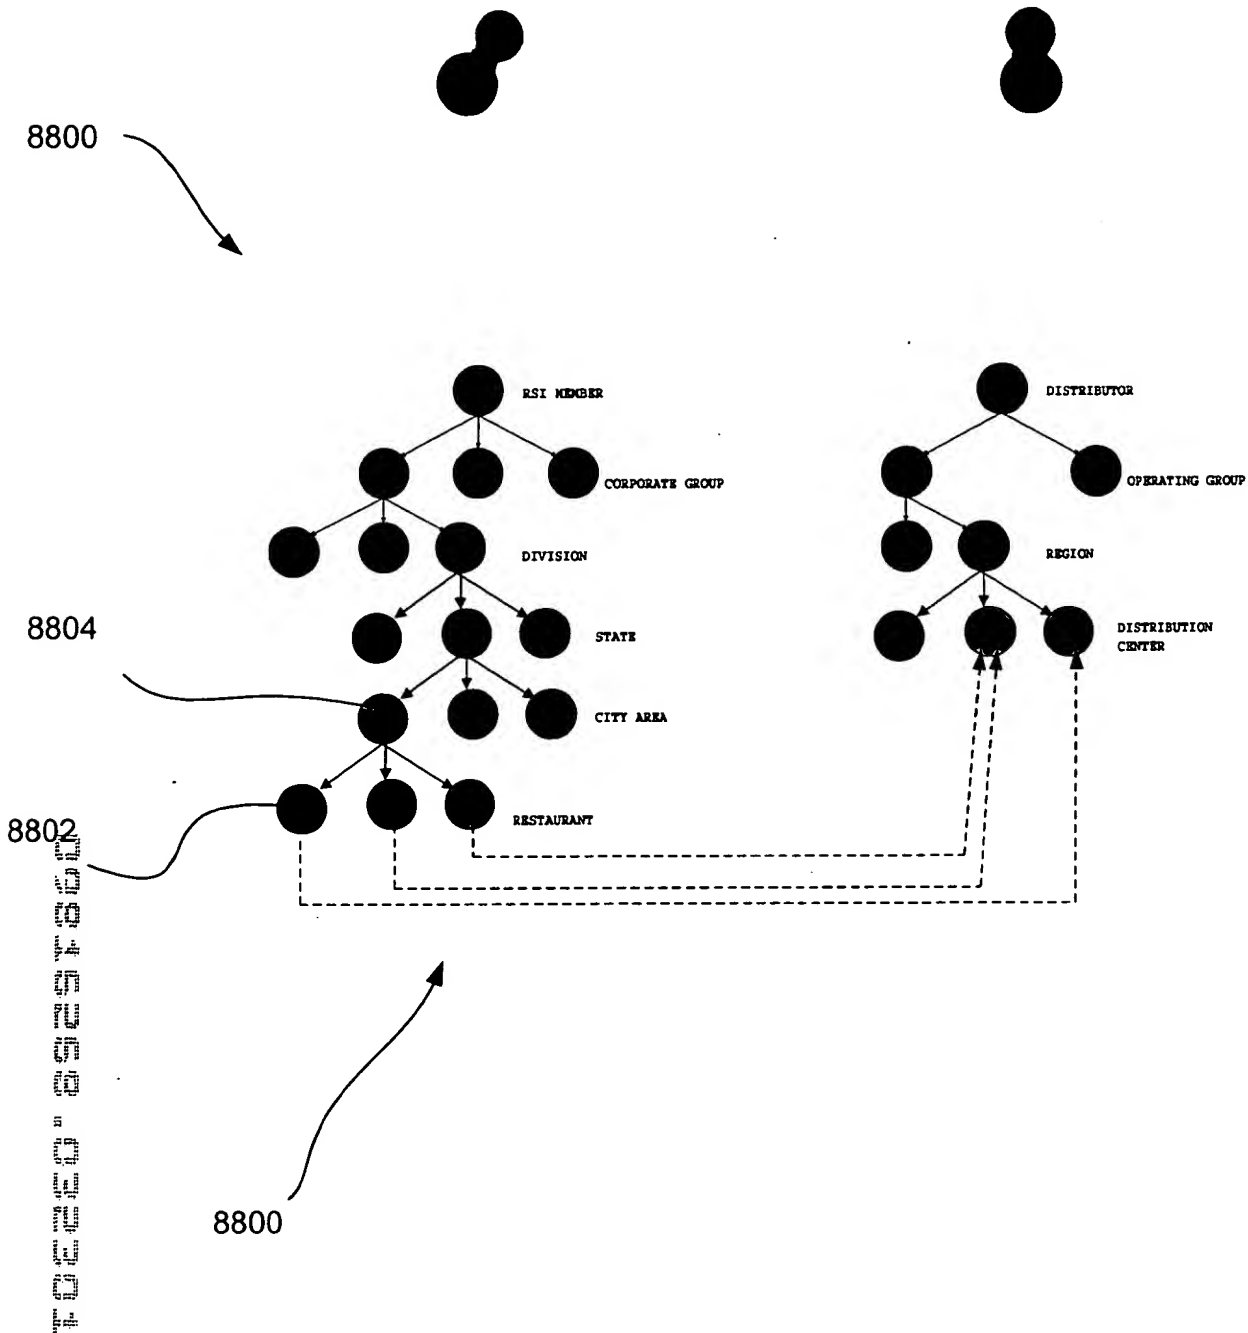 8800
RSI MEMBER
DISTRIBUTOR
CORPORATE GROUP
OPERATING GROUP
DIVISION
REGION
8804
STATE
DISTRIBUTION
CENTER
CITY AREA
8802
RESTAURANT
8800